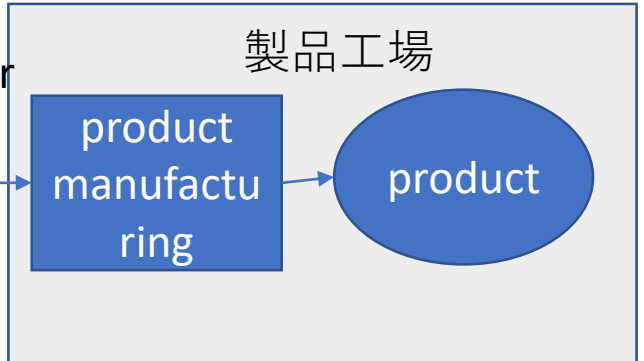 製品工場
r
product
manufactu
ring
product